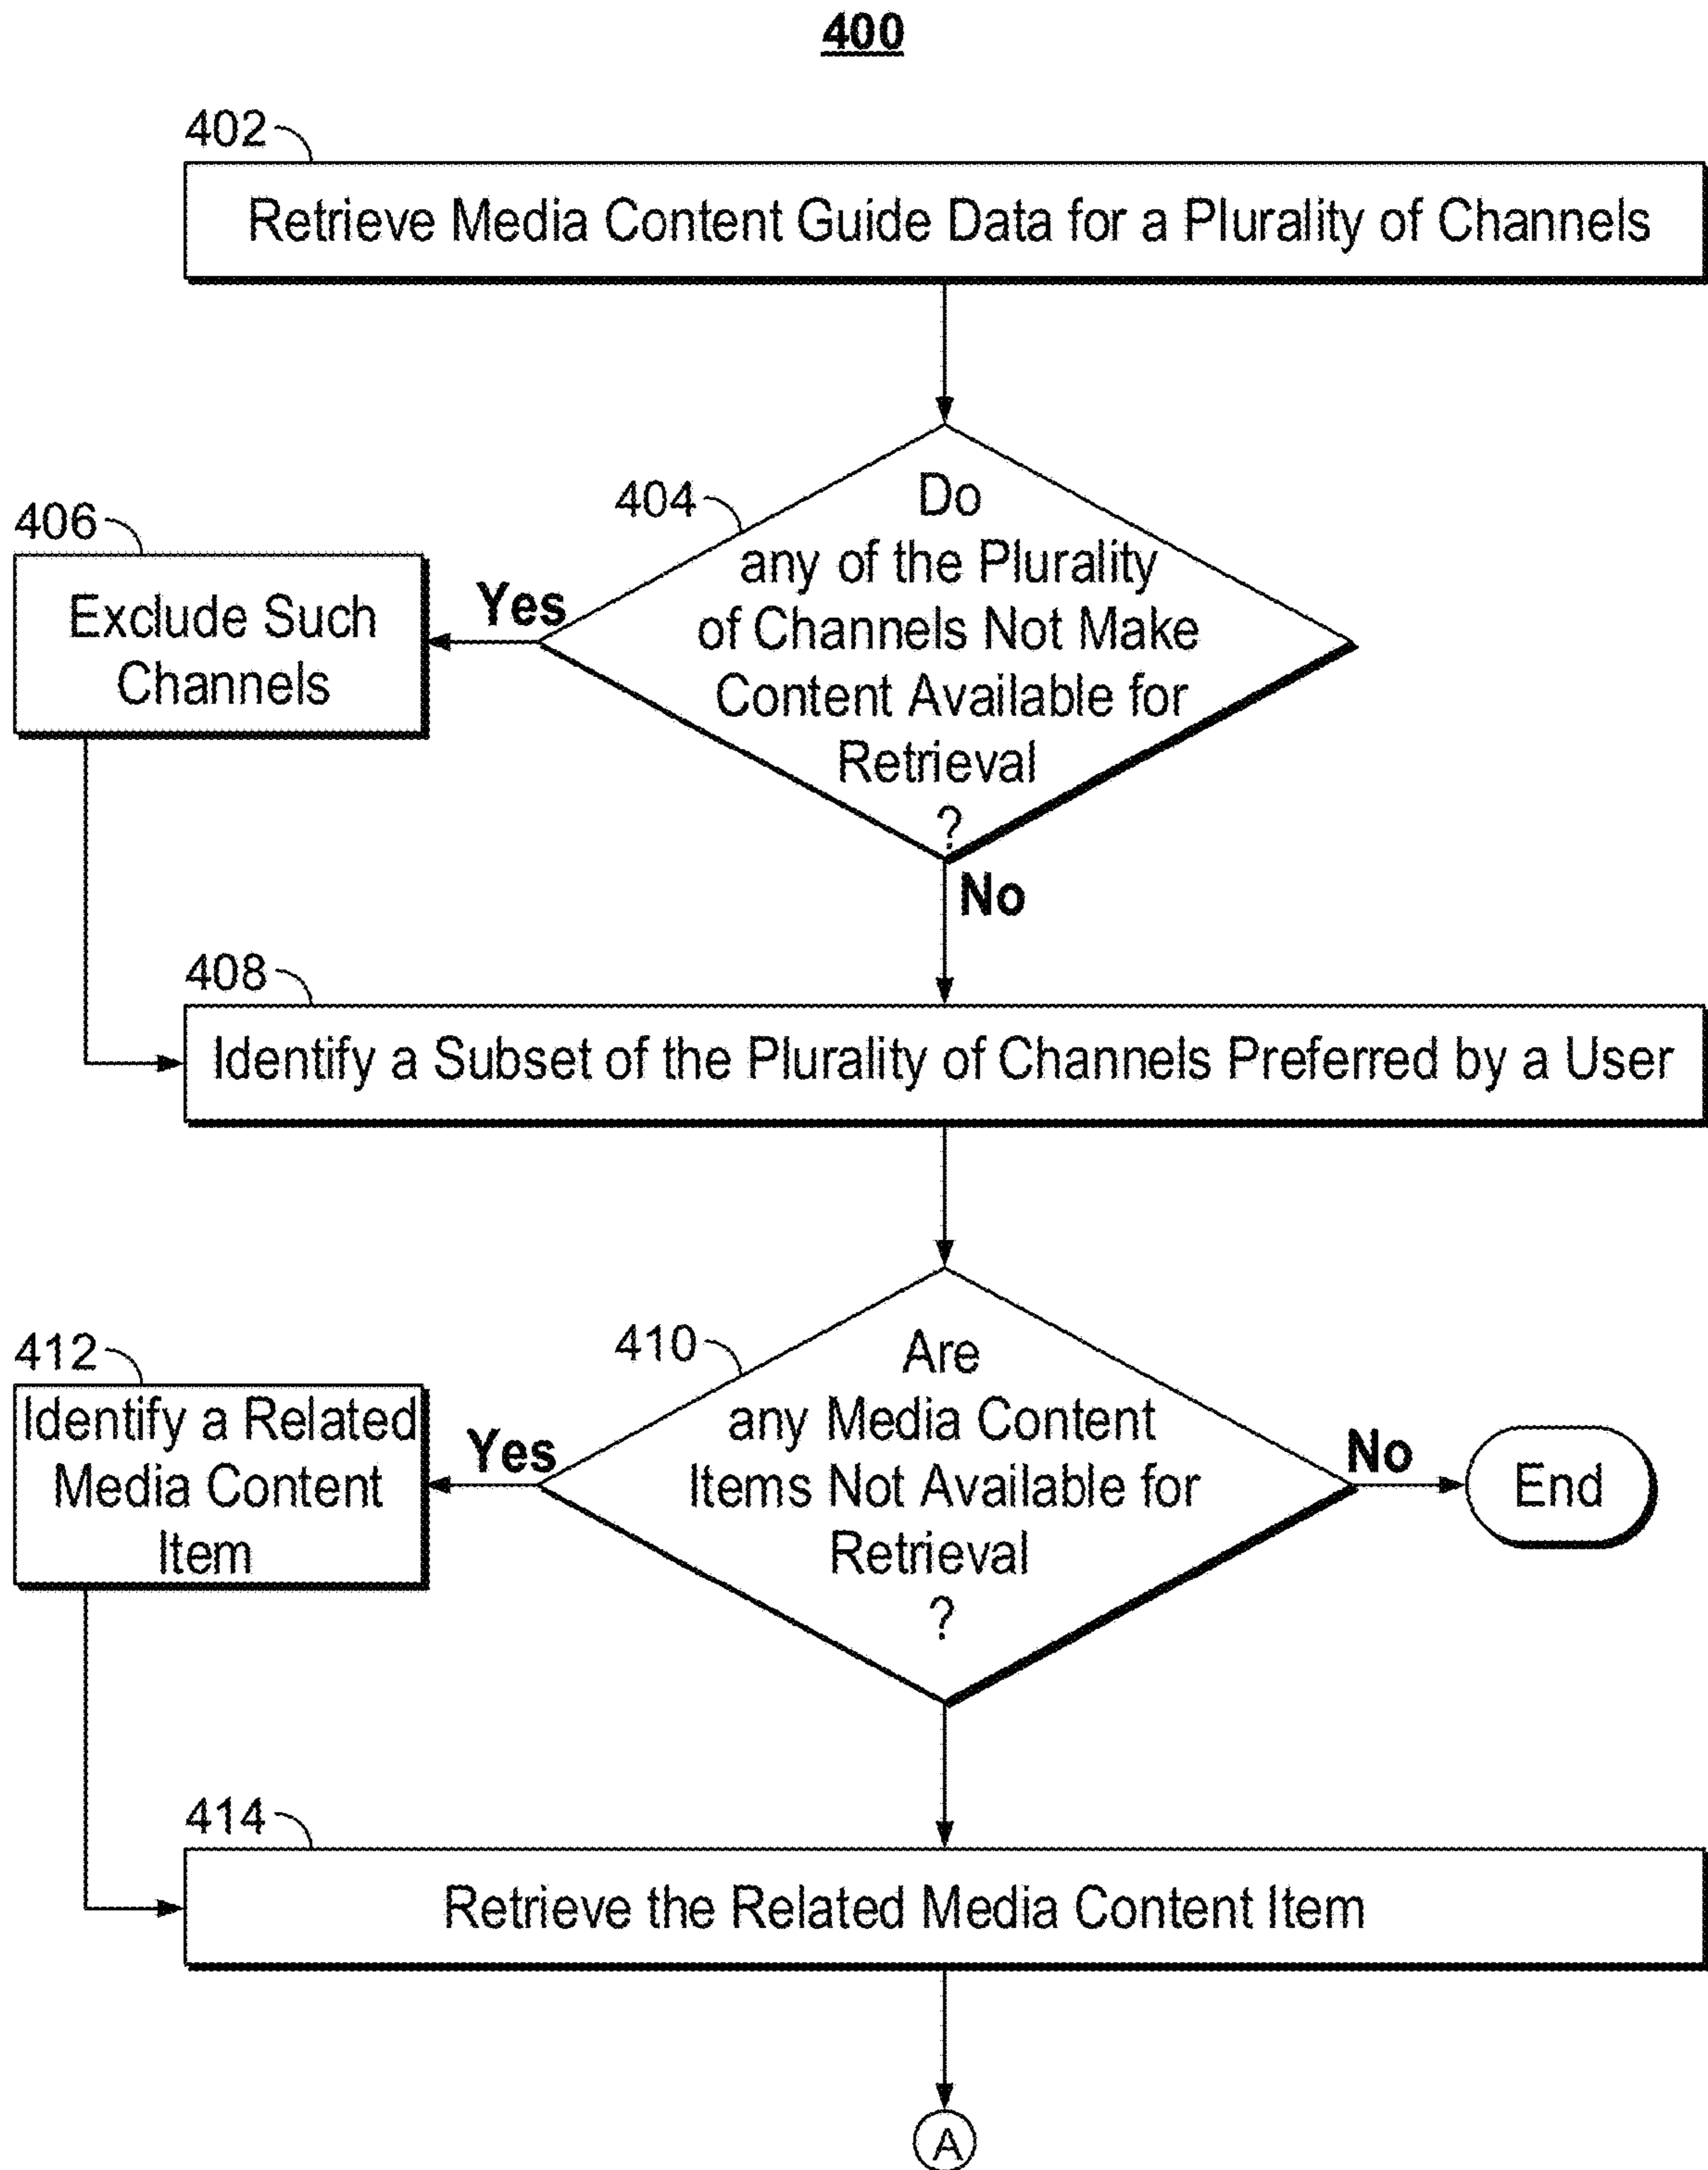 400
402
Retrieve Media Content Guide Data for a Plurality of Channels
404
Do
any of the Plurality
of Channels Not Make
Content Available for
Retrieval
?
Yes
406
Exclude Such
Channels
No
408
Identify a Subset of the Plurality of Channels Preferred by a User
410
Are
any Media Content
Items Not Available for
Retrieval
?
Yes
No
End
412
Identify a Related
Media Content
Item
414
Retrieve the Related Media Content Item
A